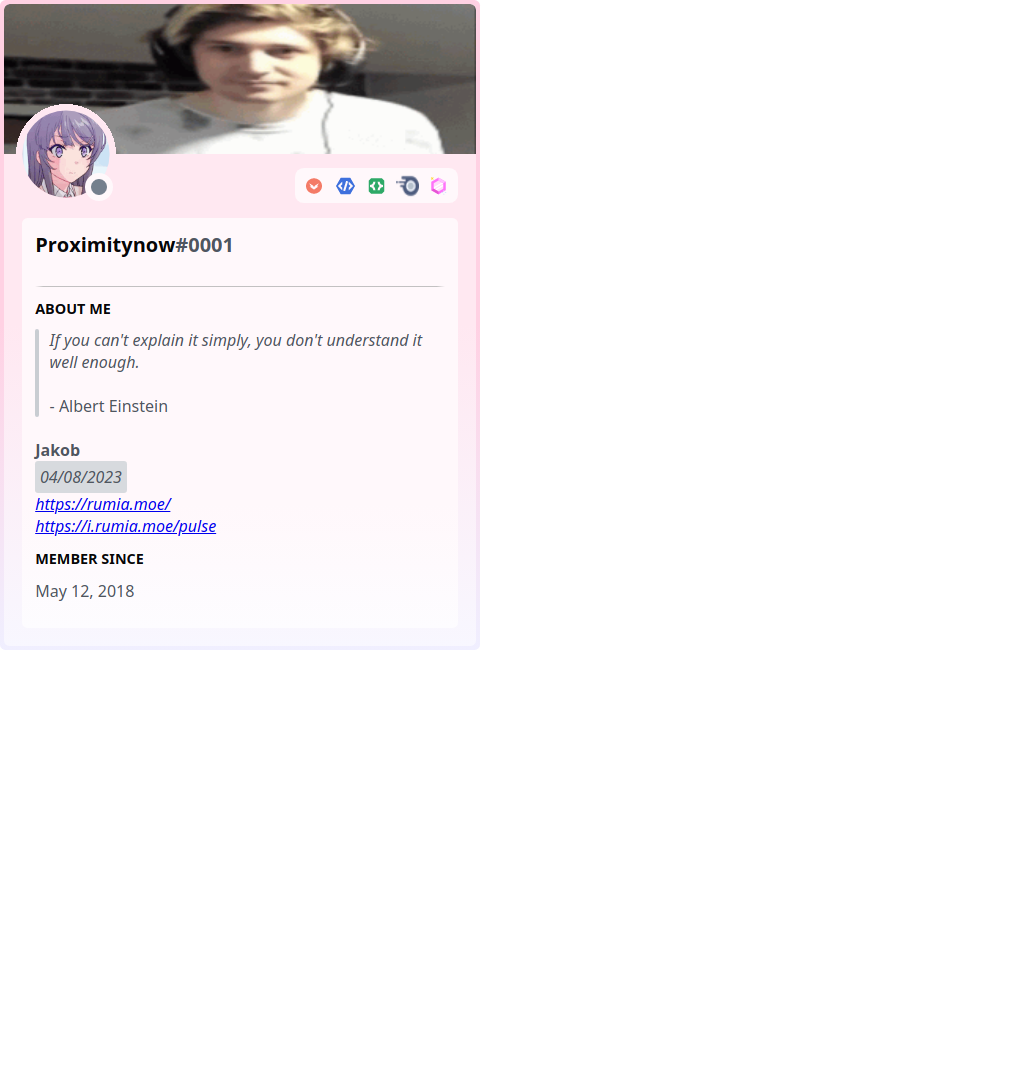 Proximitynow#0001
ABOUT ME
If you can't explain it simply, you don't understand it
well enough.
- Albert Einstein
Jakob
04/08/2023
https://rumia.moe/
https://i.rumia.moe/pulse
MEMBER SINCE
May 12, 2018